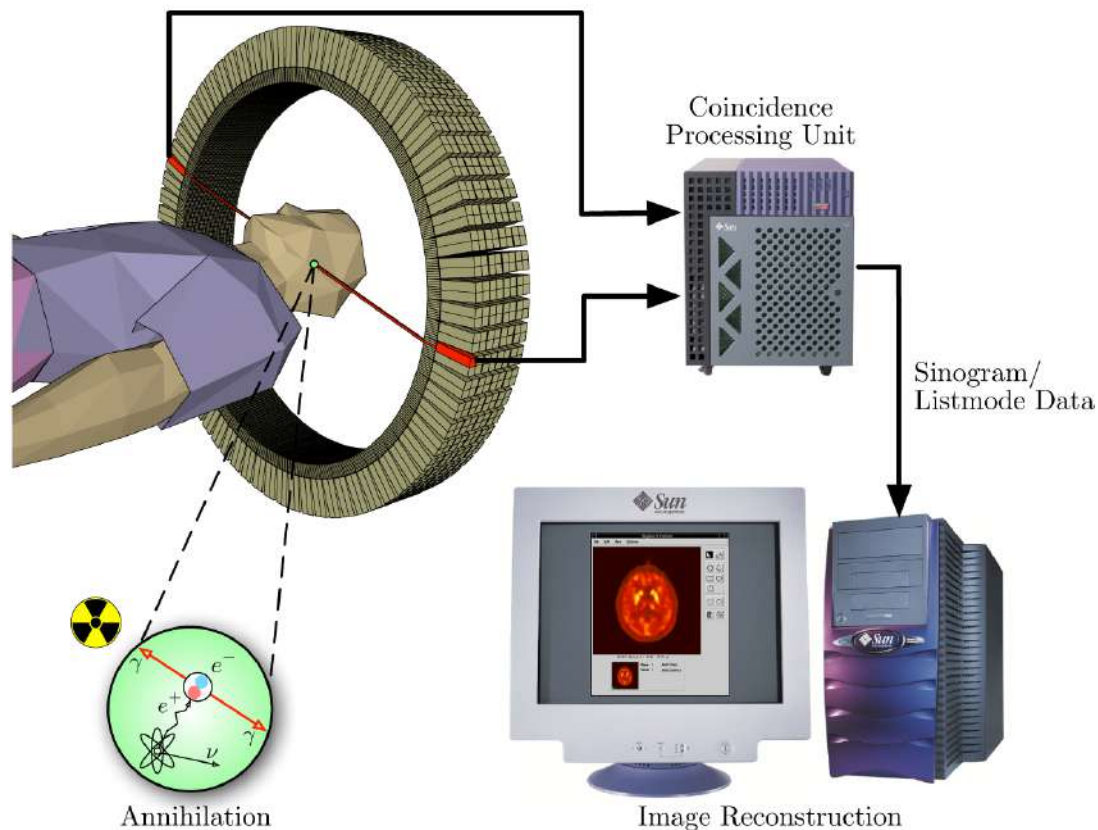 Coincidence
Processing Unit
Sun
Sinogram/
Listmode Data
Sun
Sun
γ
e⁻
e⁺
γ
ν
Annihilation
Image Reconstruction